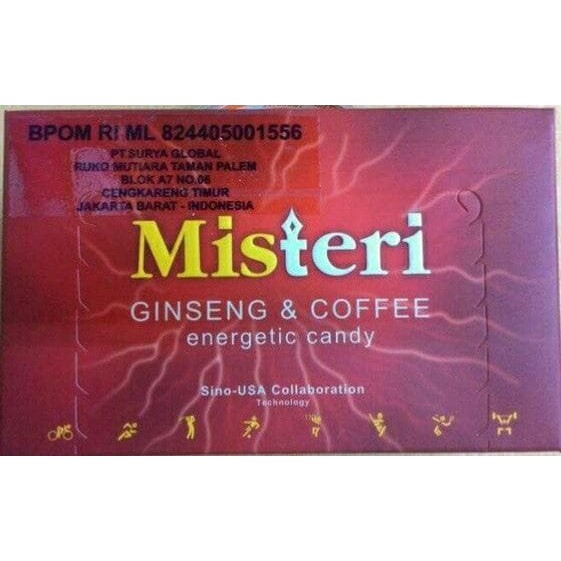 BPOM RI ML 824405001556
PT.SURYA GLOBAL
RUKO MUTIARA TAMAN PALEM
BLOK A7 NO.06
CENGKARENG TIMUR
JAKARTA BARAT - INDONESIA
Misteri
GINSENG & COFFEE
energetic candy
Sino-USA Collaboration
Technology